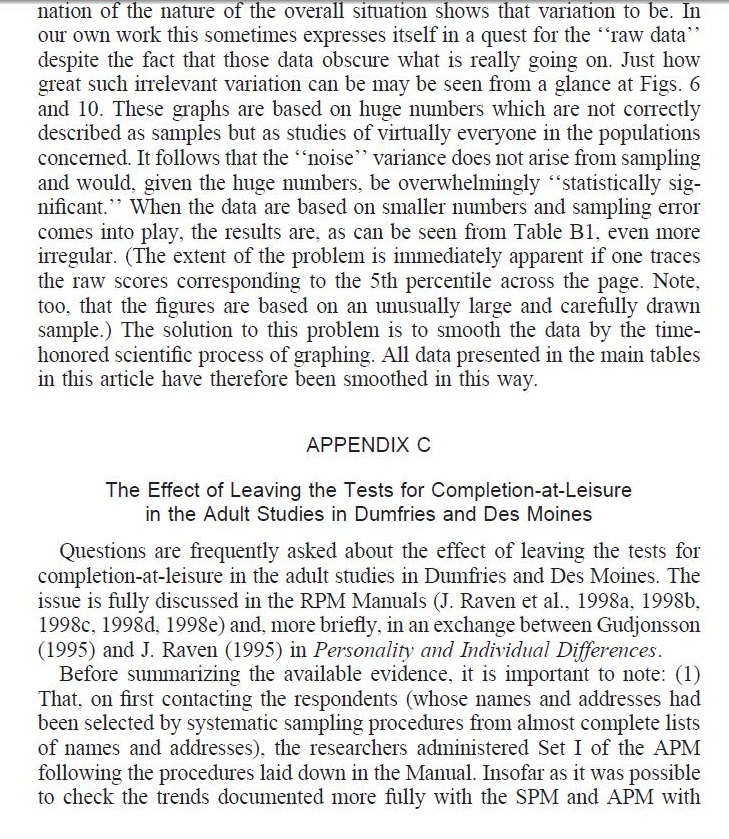 nation of the nature of the overall situation shows that variation to be. In
our own work this sometimes expresses itself in a quest for the ‘‘raw data’’
despite the fact that those data obscure what is really going on. Just how
great such irrelevant variation can be may be seen from a glance at Figs. 6
and 10. These graphs are based on huge numbers which are not correctly
described as samples but as studies of virtually everyone in the populations
concerned. It follows that the ‘‘noise’’ variance does not arise from sampling
and would, given the huge numbers, be overwhelmingly ‘‘statistically sig-
nificant.’’ When the data are based on smaller numbers and sampling error
comes into play, the results are, as can be seen from Table B1, even more
irregular. (The extent of the problem is immediately apparent if one traces
the raw scores corresponding to the 5th percentile across the page. Note,
too, that the figures are based on an unusually large and carefully drawn
sample.) The solution to this problem is to smooth the data by the time-
honored scientific process of graphing. All data presented in the main tables
in this article have therefore been smoothed in this way.
APPENDIX C
The Effect of Leaving the Tests for Completion-at-Leisure
in the Adult Studies in Dumfries and Des Moines
Questions are frequently asked about the effect of leaving the tests for
completion-at-leisure in the adult studies in Dumfries and Des Moines. The
issue is fully discussed in the RPM Manuals (J. Raven et al., 1998a, 1998b,
1998c, 1998d, 1998e) and, more briefly, in an exchange between Gudjonsson
(1995) and J. Raven (1995) in Personality and Individual Differences.
Before summarizing the available evidence, it is important to note: (1)
That, on first contacting the respondents (whose names and addresses had
been selected by systematic sampling procedures from almost complete lists
of names and addresses), the researchers administered Set I of the APM
following the procedures laid down in the Manual. Insofar as it was possible
to check the trends documented more fully with the SPM and APM with